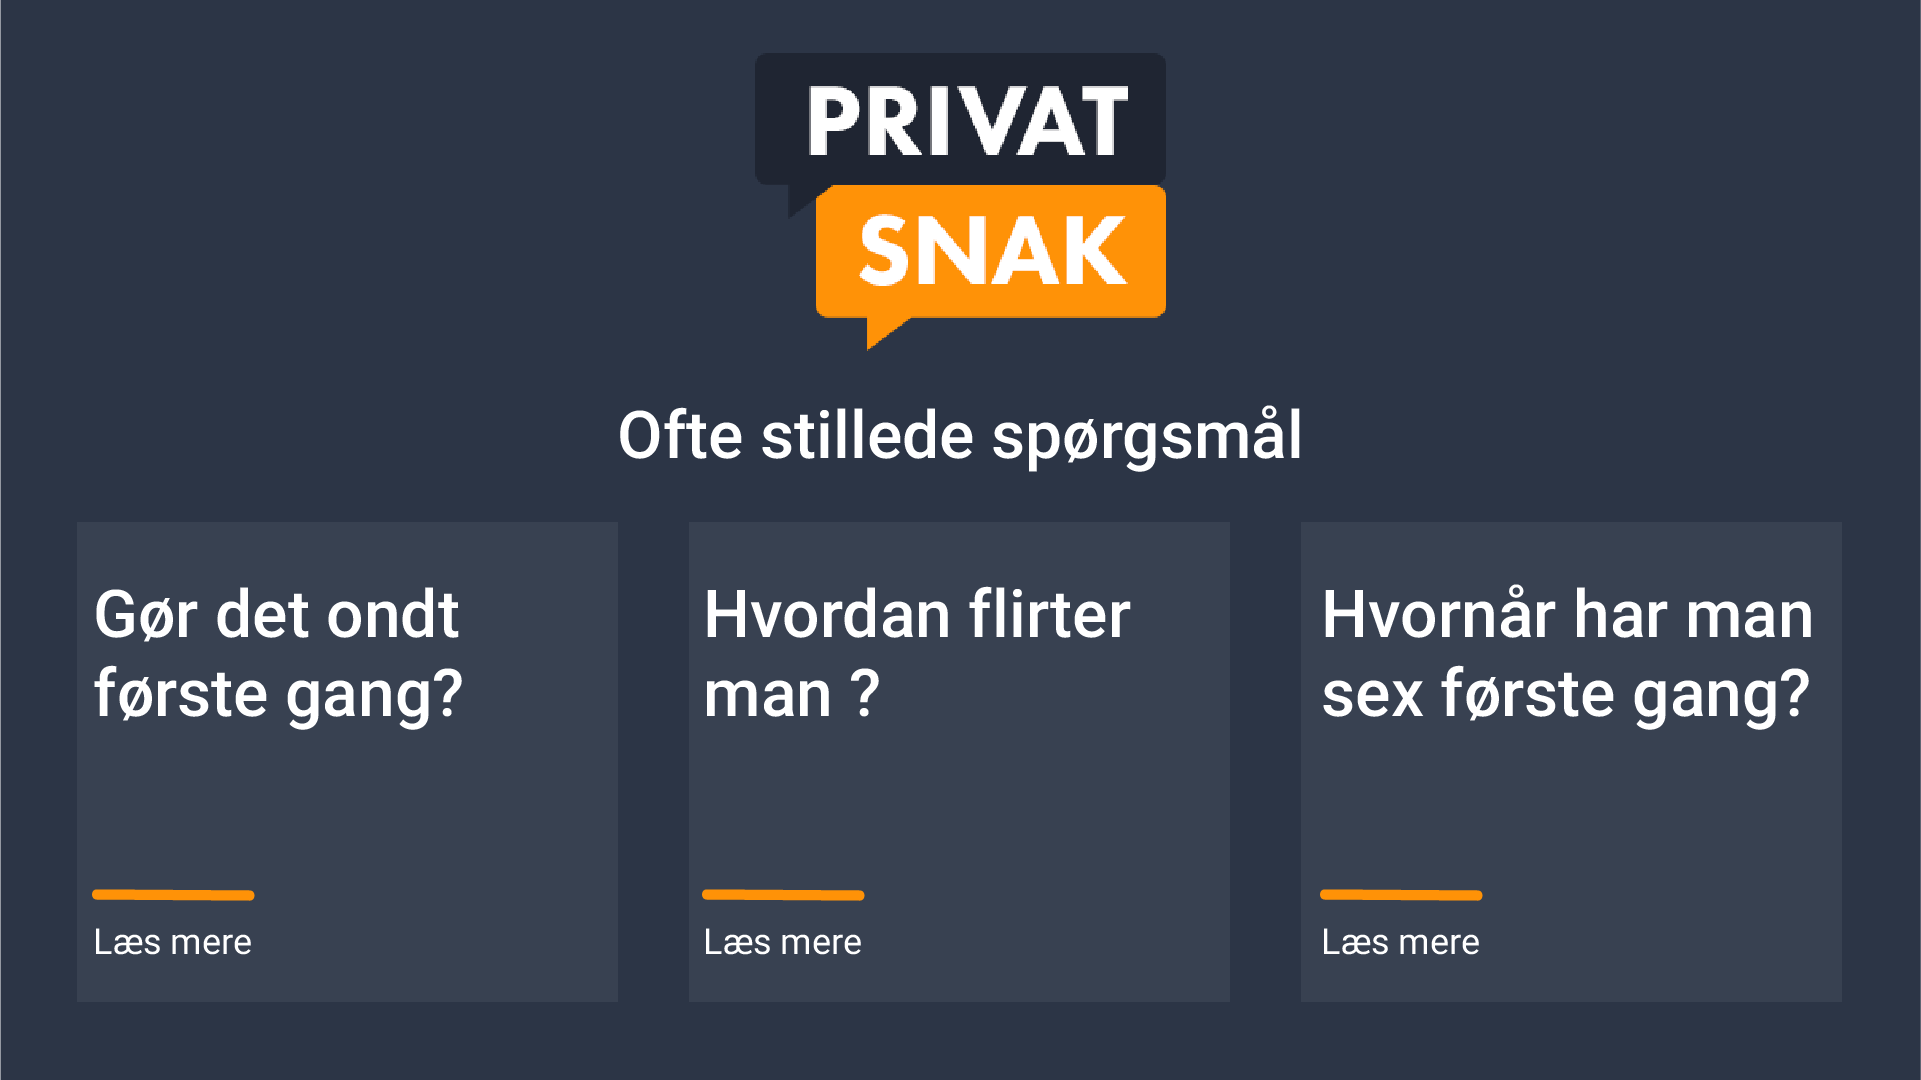 PRIVAT
SNAK
Ofte stillede spørgsmål
Gør det ondt
første gang?
Læs mere
Hvordan flirter
man ?
Læs mere
Hvornår har man
sex første gang?
Læs mere